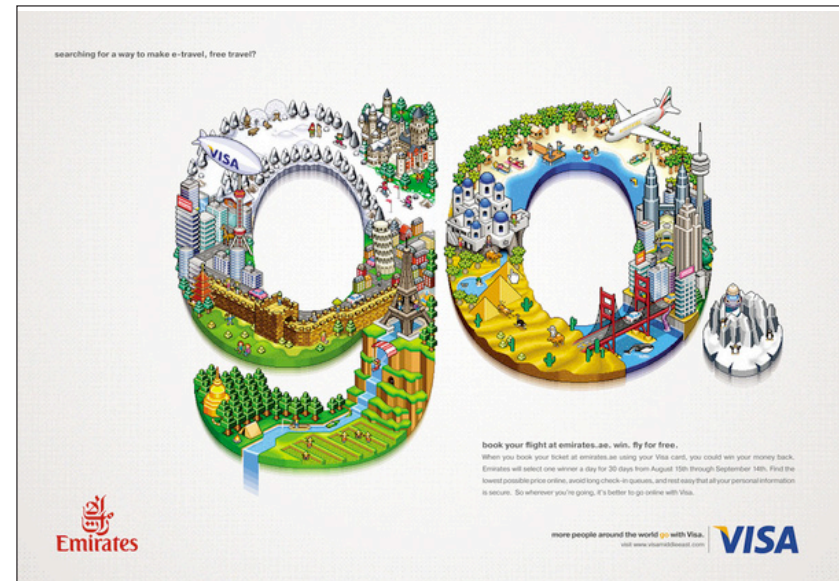 searching for a way to make e-travel, free travel?
VISA
go.
book your flight at emirates.ae. win. fly for free.
When you book your ticket at emirates.ae using your Visa card, you could win your money back.
Emirates will select one winner a day for 30 days from August 15th through September 14th. Find the
lowest possible price online, avoid long check-in queues, and rest easy that all your personal information
is secure. So wherever you're going, it's better to go online with Visa.
Emirates
more people around the world go with Visa.
visit www.visamiddleeast.com
VISA